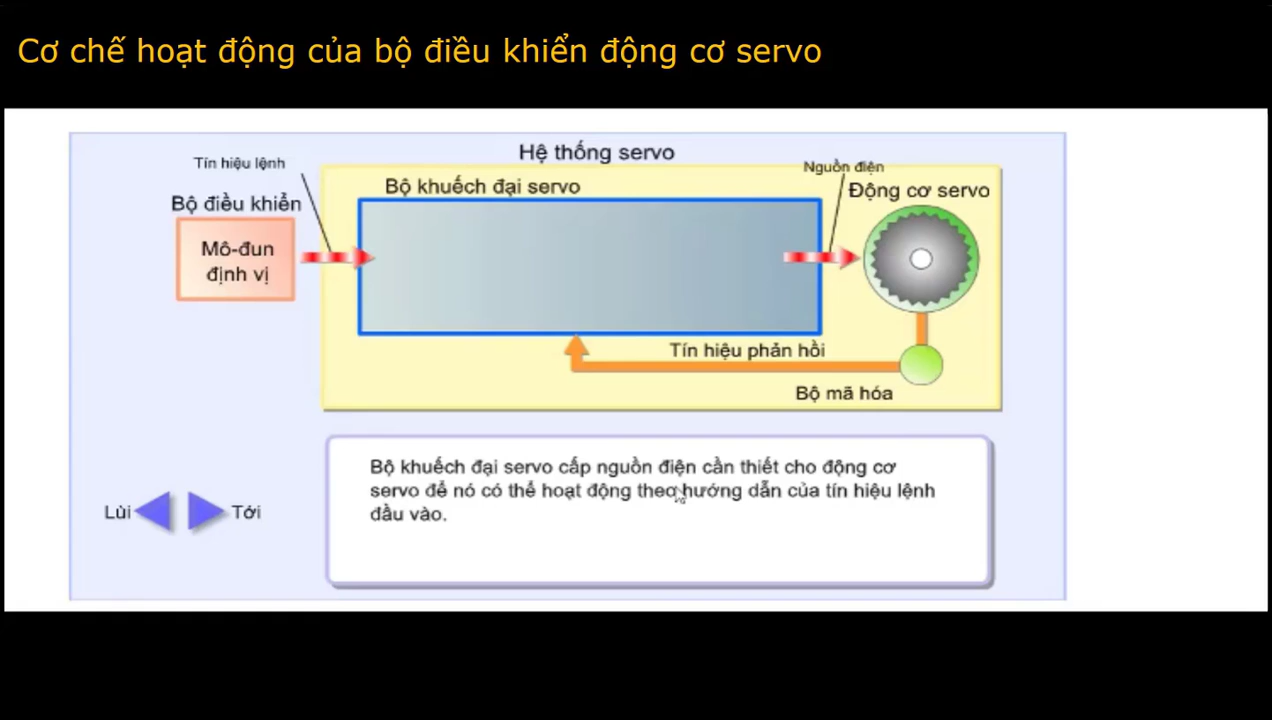 Cơ chế hoạt động của bộ điều khiển động cơ servo
Hệ thống servo
Tín hiệu lệnh
Nguồn điện
Bộ khuếch đại servo
Động cơ servo
Bộ điều khiển
Mô-đun
định vị
Tín hiệu phản hồi
Bộ mã hóa
Bộ khuếch đại servo cấp nguồn điện cần thiết cho động cơ
servo để nó có thể hoạt động theo hướng dẫn của tín hiệu lệnh
đầu vào.
Lùi
Tới